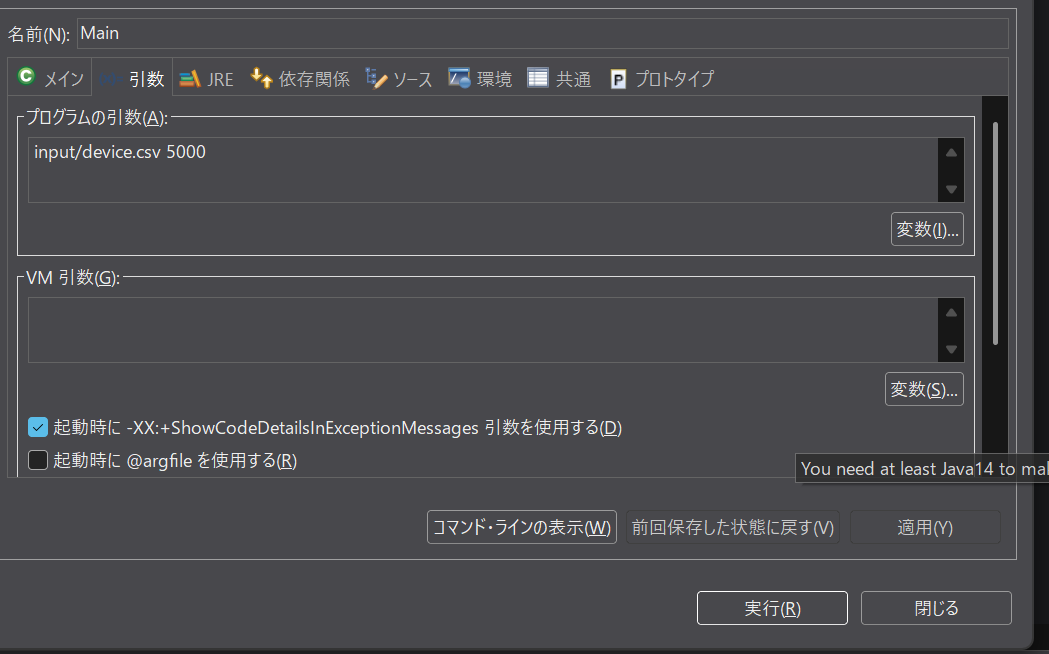 名前(N): Main
メイン 引数 JRE 依存関係 ソース 環境 共通 プロトタイプ
プログラムの引数(A):
input/device.csv 5000
変数(I)...
VM 引数(G):
変数(S)...
起動時に -XX:+ShowCodeDetailsInExceptionMessages 引数を使用する(D)
起動時に @argfile を使用する(R)
You need at least Java14 to
コマンド・ラインの表示(W) 前回保存した状態に戻す(V) 適用(Y)
実行(R) 閉じる